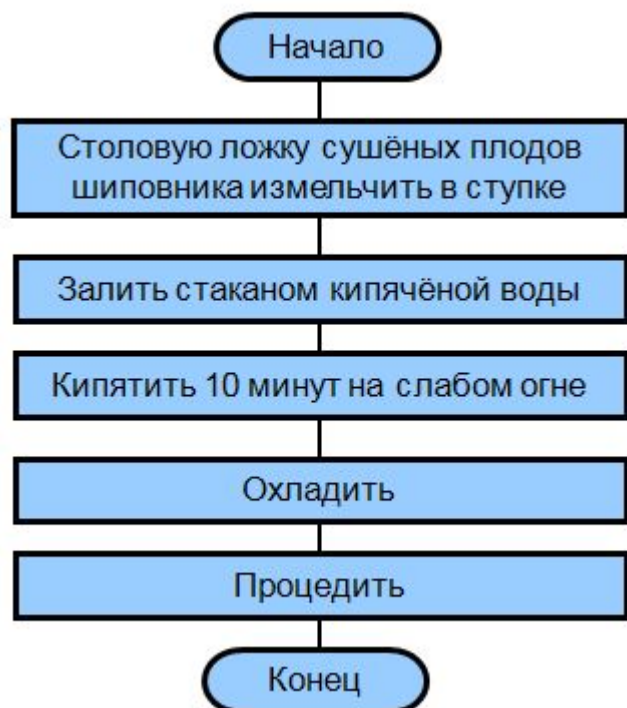 Начало
Столовую ложку сушёных плодов
шиповника измельчить в ступке
Залить стаканом кипячёной воды
Кипятить 10 минут на слабом огне
Охладить
Процедить
Конец